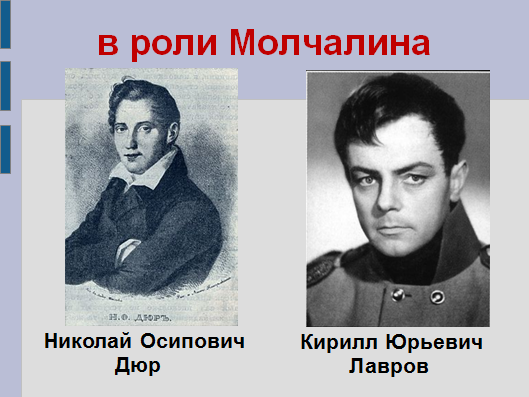 в роли Молчалина
Н.О. ДЮРЪ.
Николай Осипович
Дюр
Кирилл Юрьевич
Лавров